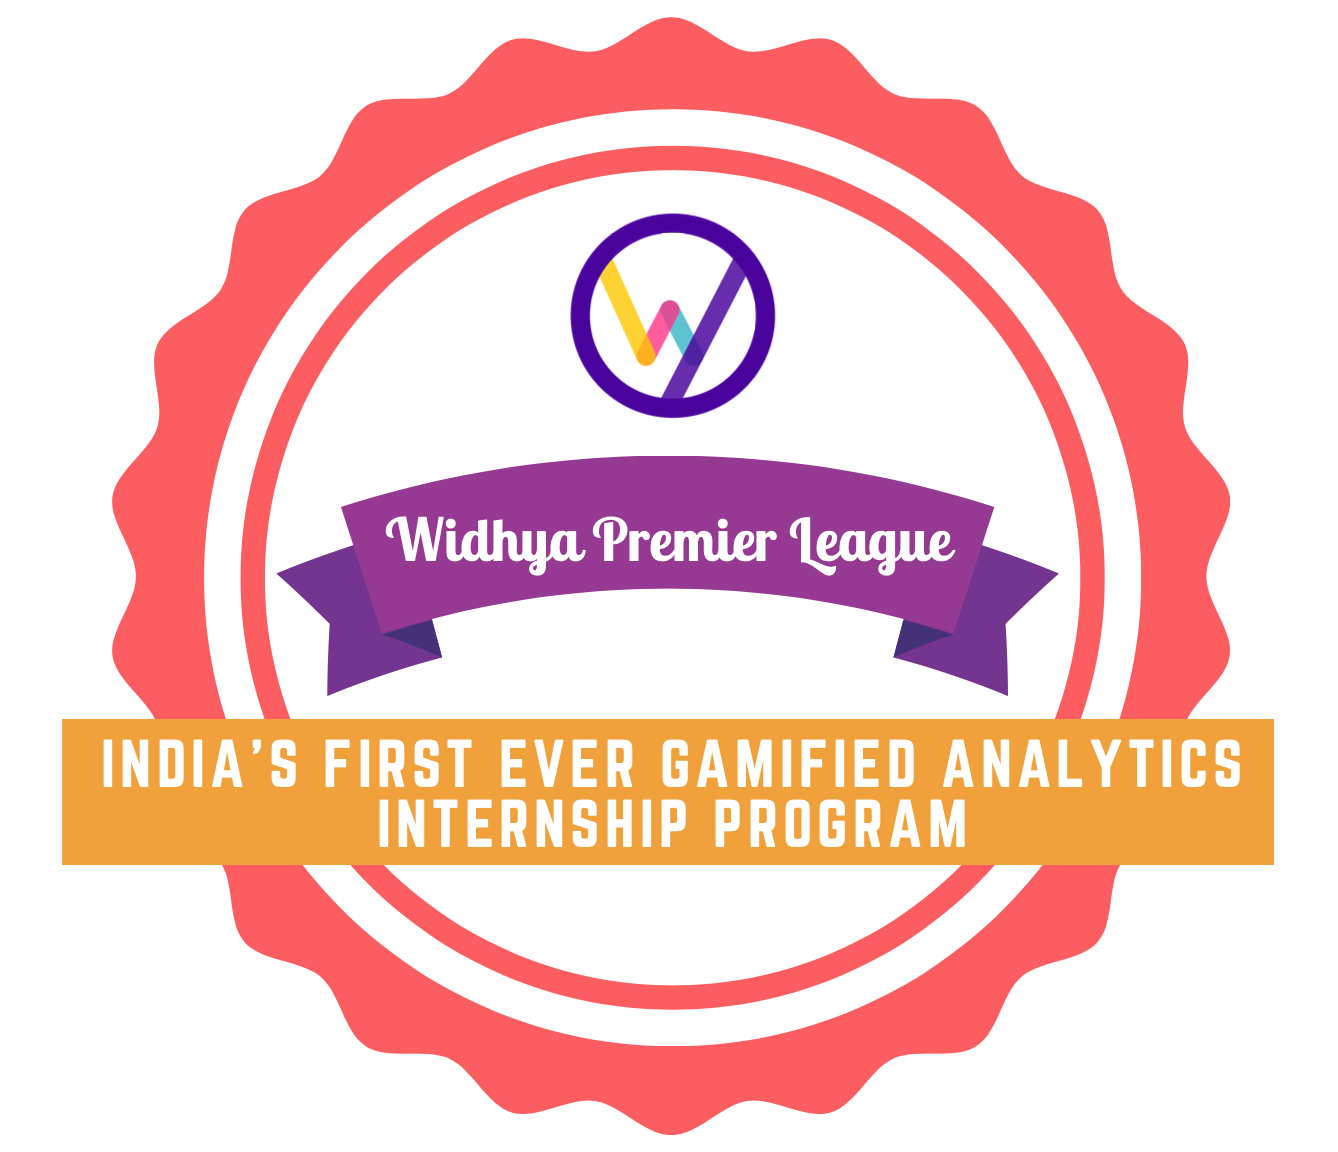 Widhya Premier League
INDIA'S FIRST EVER GAMIFIED ANALYTICS
INTERNSHIP PROGRAM